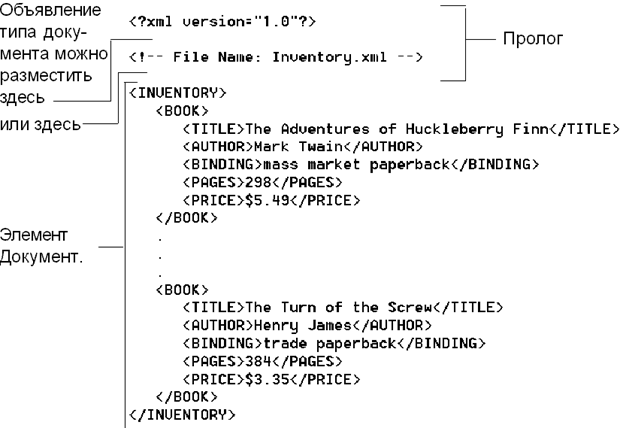 Объявление
типа доку-
мента можно
разместить
здесь
или здесь
<?xml version="1.0"?>
<!-- File Name: Inventory.xml -->
Пролог
Элемент
Документ.
<INVENTORY>
<BOOK>
<TITLE>The Adventures of Huckleberry Finn</TITLE>
<AUTHOR>Mark Twain</AUTHOR>
<BINDING>mass market paperback</BINDING>
<PAGES>298</PAGES>
<PRICE>$5.49</PRICE>
</BOOK>
.
.
.
<BOOK>
<TITLE>The Turn of the Screw</TITLE>
<AUTHOR>Henry James</AUTHOR>
<BINDING>trade paperback</BINDING>
<PAGES>384</PAGES>
<PRICE>$3.35</PRICE>
</BOOK>
</INVENTORY>